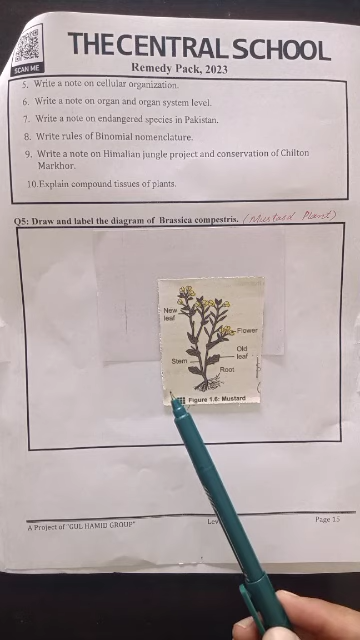 SCAN ME
THE CENTRAL SCHOOL
Remedy Pack, 2023
5. Write a note on cellular organization.
6. Write a note on organ and organ system level.
7. Write a note on endangered species in Pakistan.
8. Write rules of Binomial nomenclature.
9. Write a note on Himalian jungle project and conservation of Chilton
Markhor.
10. Explain compound tissues of plants.
Q5: Draw and label the diagram of Brassica compestris. (Mustard Plant)
New
leaf
Flower
Old
leaf
Stem
Root
Figure 1.6: Mustard
A Project of "GUL HAMID GROUP"
Page 15